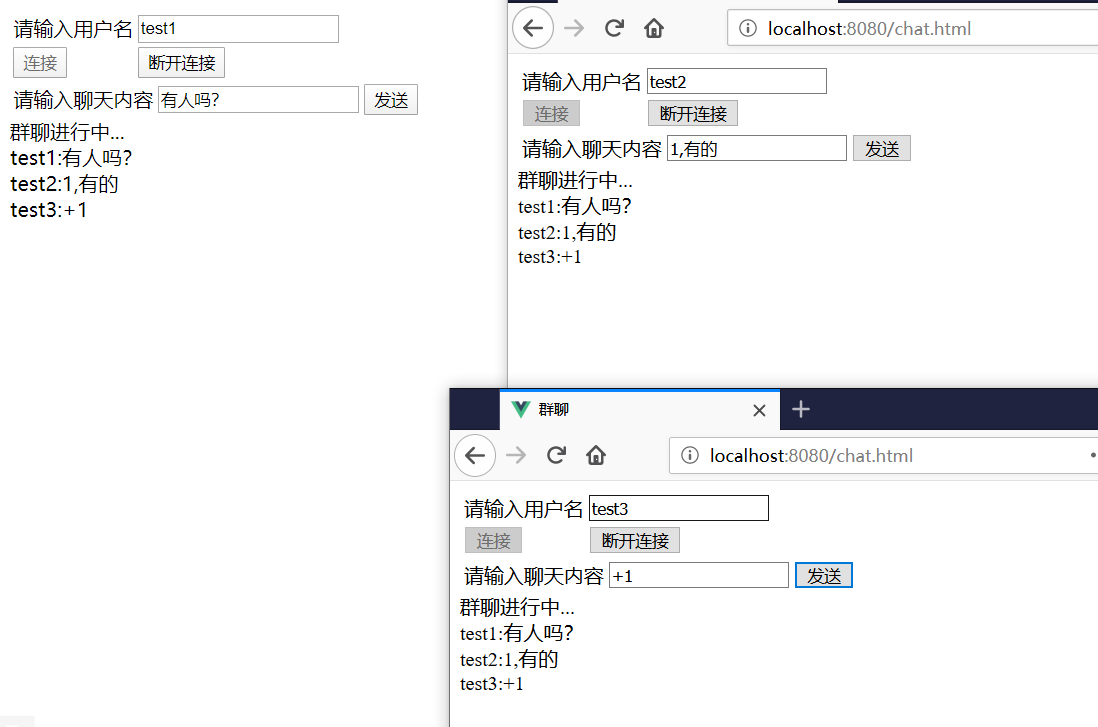 请输入用户名 test1
连接 断开连接
请输入聊天内容 有人吗? 发送
群聊进行中...
test1:有人吗?
test2:1,有的
test3:+1
localhost:8080/chat.html
请输入用户名 test2
连接 断开连接
请输入聊天内容 1,有的 发送
群聊进行中...
test1:有人吗?
test2:1,有的
test3:+1
群聊
localhost:8080/chat.html
请输入用户名 test3
连接 断开连接
请输入聊天内容 +1 发送
群聊进行中...
test1:有人吗?
test2:1,有的
test3:+1